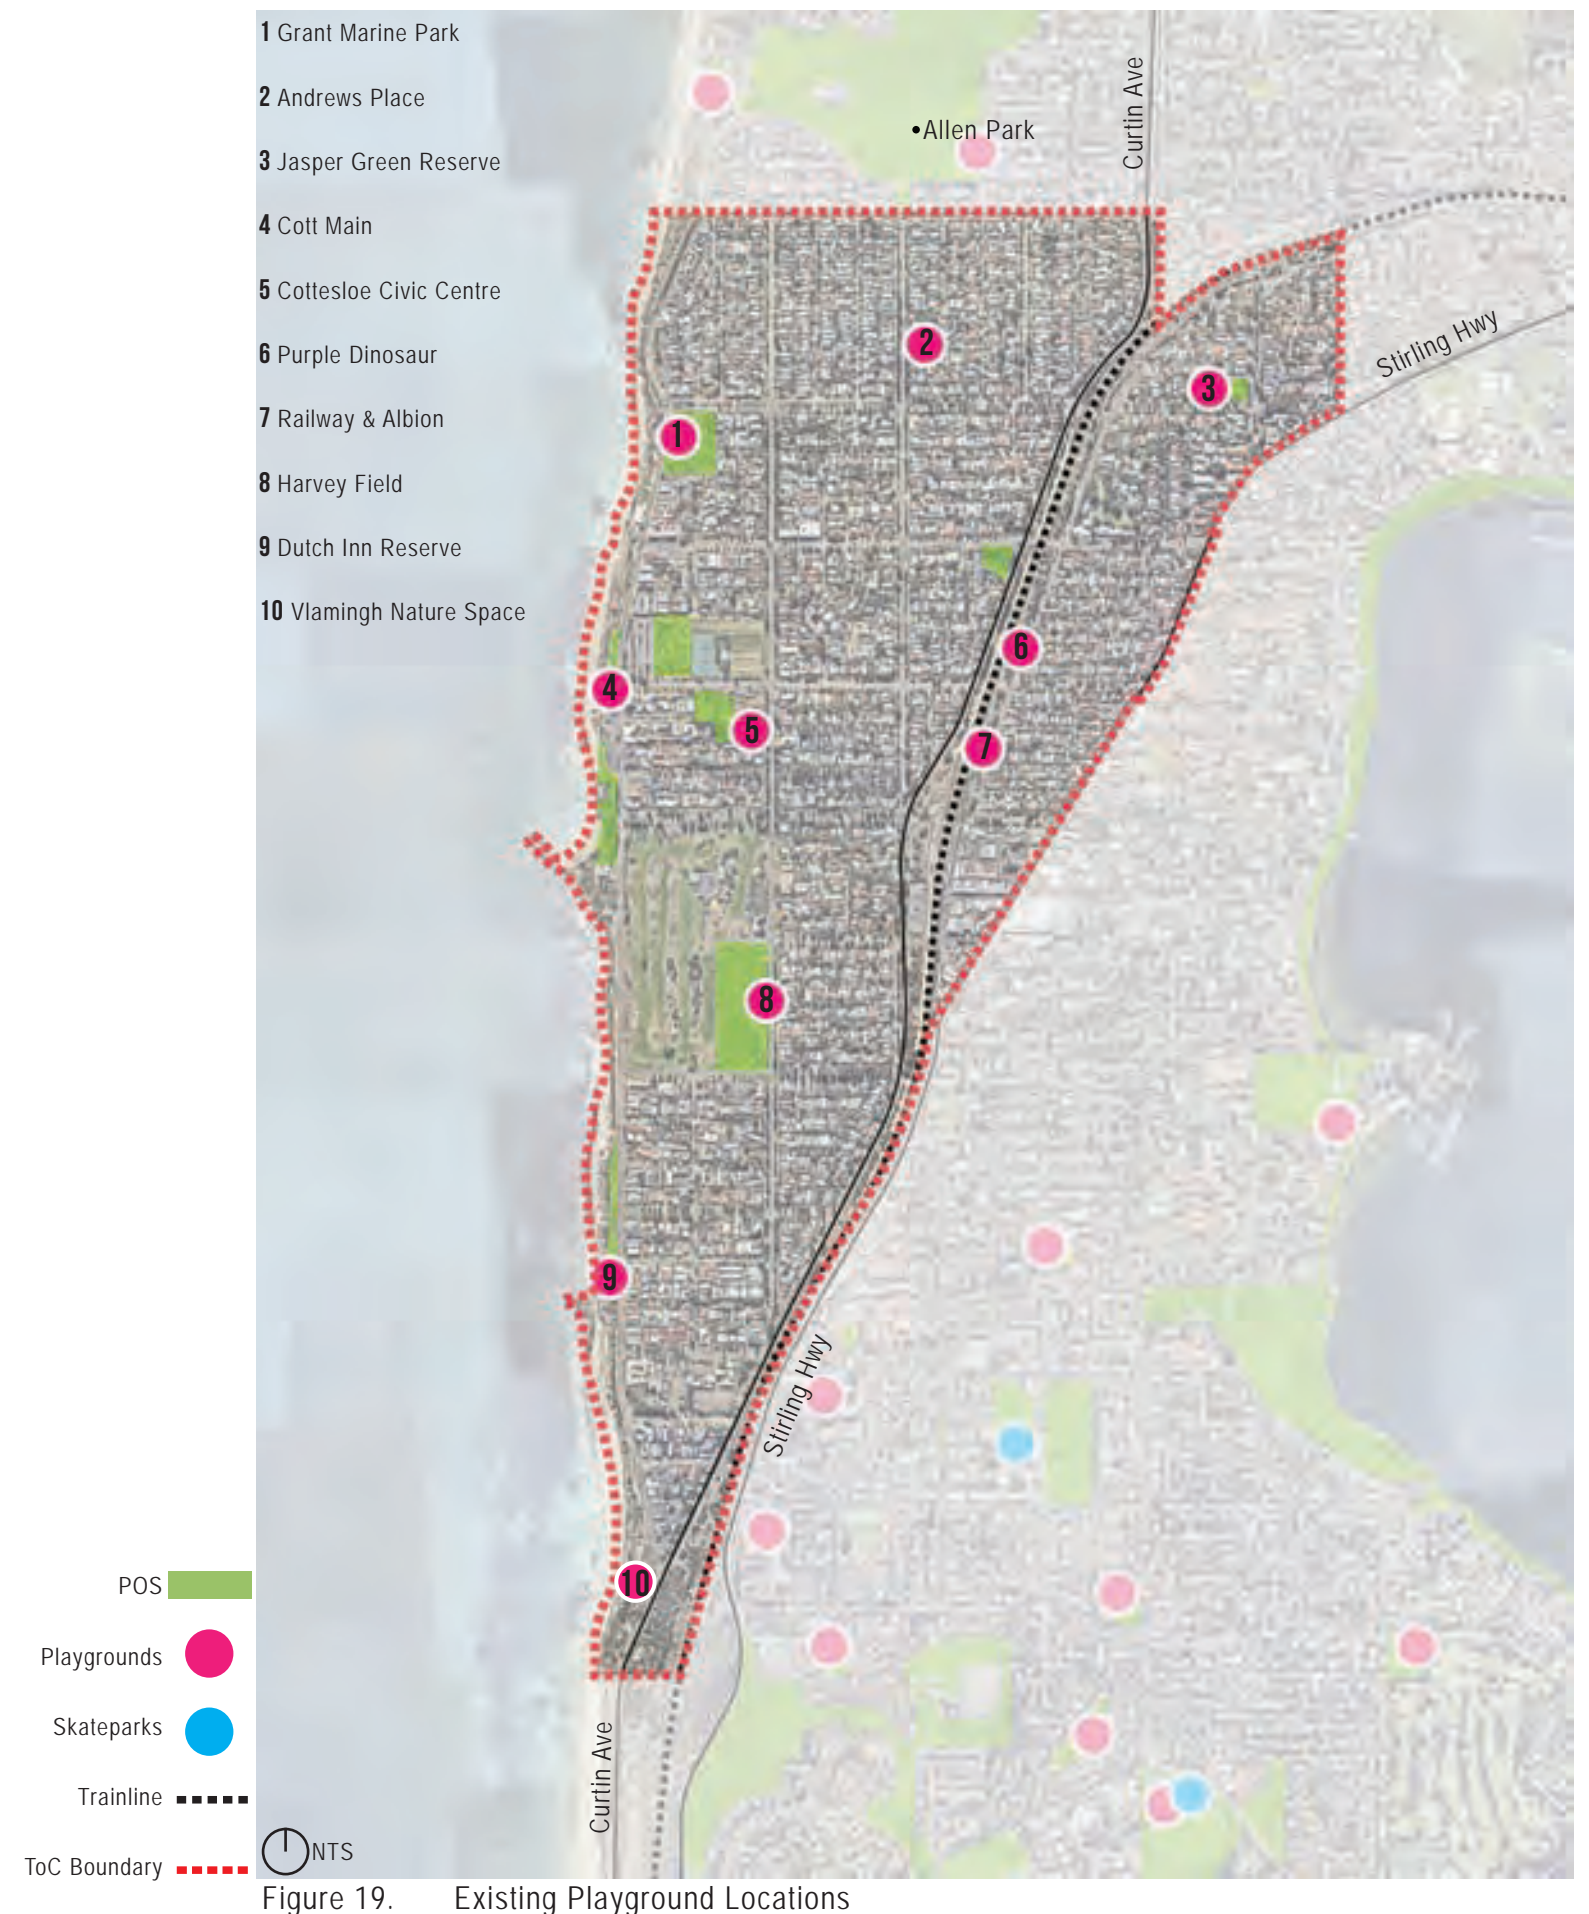 1 Grant Marine Park
2 Andrews Place
3 Jasper Green Reserve
4 Cott Main
5 Cottesloe Civic Centre
6 Purple Dinosaur
7 Railway & Albion
8 Harvey Field
9 Dutch Inn Reserve
10 Vlamingh Nature Space
•Allen Park
Curtin Ave
Stirling Hwy
2
3
1
6
4
5
7
8
9
Stirling Hwy
10
Curtin Ave
POS
Playgrounds
Skateparks
Trainline
ToC Boundary
NTS
Figure 19. Existing Playground Locations